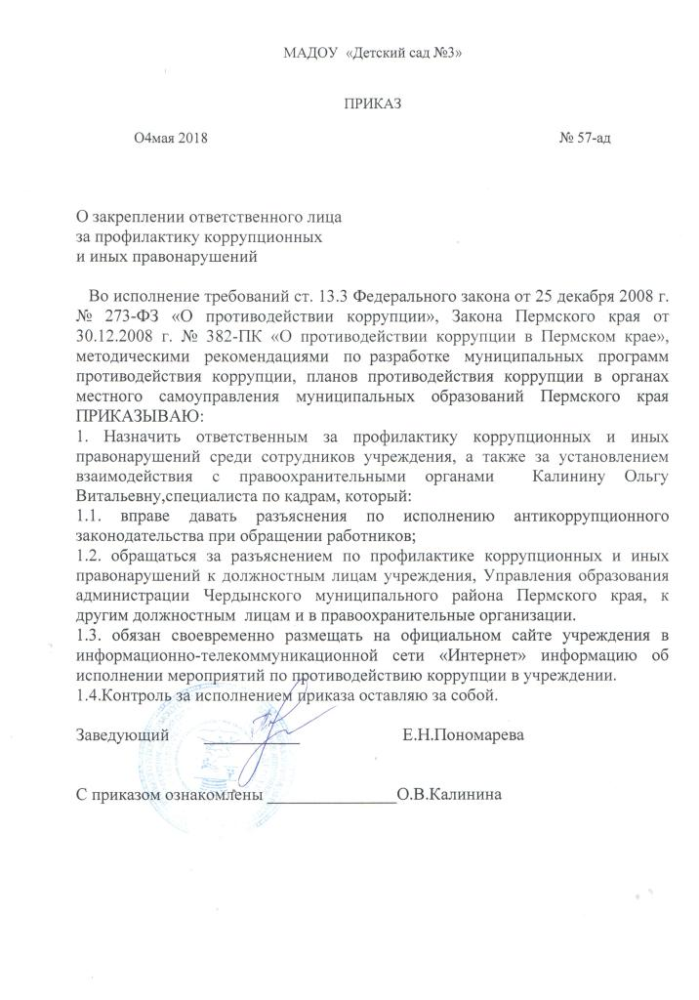 МАДОУ «Детский сад №3»
ПРИКАЗ
О4мая 2018 № 57-ад
О закреплении ответственного лица
за профилактику коррупционных
и иных правонарушений
Во исполнение требований ст. 13.3 Федерального закона от 25 декабря 2008 г.
№ 273-ФЗ «О противодействии коррупции», Закона Пермского края от
30.12.2008 г. № 382-ПК «О противодействии коррупции в Пермском крае»,
методическими рекомендациями по разработке муниципальных программ
противодействия коррупции, планов противодействия коррупции в органах
местного самоуправления муниципальных образований Пермского края
ПРИКАЗЫВАЮ:
1. Назначить ответственным за профилактику коррупционных и иных
правонарушений среди сотрудников учреждения, а также за установлением
взаимодействия с правоохранительными органами Калинину Ольгу
Витальевну,специалиста по кадрам, который:
1.1. вправе давать разъяснения по исполнению антикоррупционного
законодательства при обращении работников;
1.2. обращаться за разъяснением по профилактике коррупционных и иных
правонарушений к должностным лицам учреждения, Управления образования
администрации Чердынского муниципального района Пермского края, к
другим должностным лицам и в правоохранительные организации.
1.3. обязан своевременно размещать на официальном сайте учреждения в
информационно-телекоммуникационной сети «Интернет» информацию об
исполнении мероприятий по противодействию коррупции в учреждении.
1.4.Контроль за исполнением приказа оставляю за собой.
Заведующий ____________ Е.Н.Пономарева
С приказом ознакомлены ________________О.В.Калинина